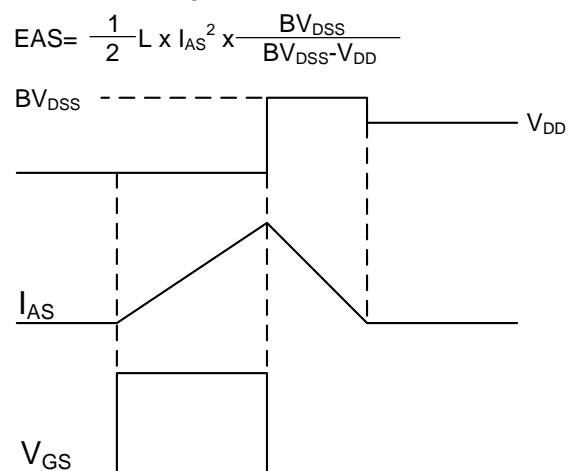 EAS= 1/2 L x I_AS^2 x BV_DSS/(BV_DSS-V_DD)
BV_DSS
V_DD
I_AS
V_GS